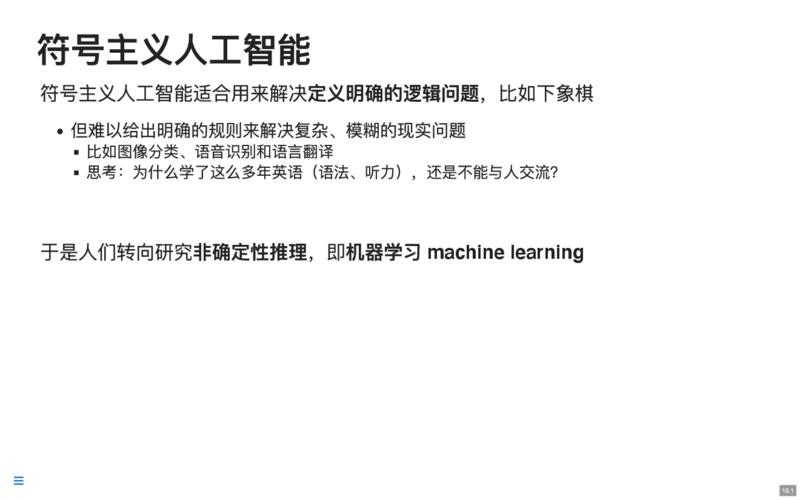 符号主义人工智能
符号主义人工智能适合用来解决定义明确的逻辑问题，比如下象棋
但难以给出明确的规则来解决复杂、模糊的现实问题
比如图像分类、语音识别和语言翻译
思考：为什么学了这么多年英语（语法、听力），还是不能与人交流?
于是人们转向研究非确定性推理，即机器学习 machine learning